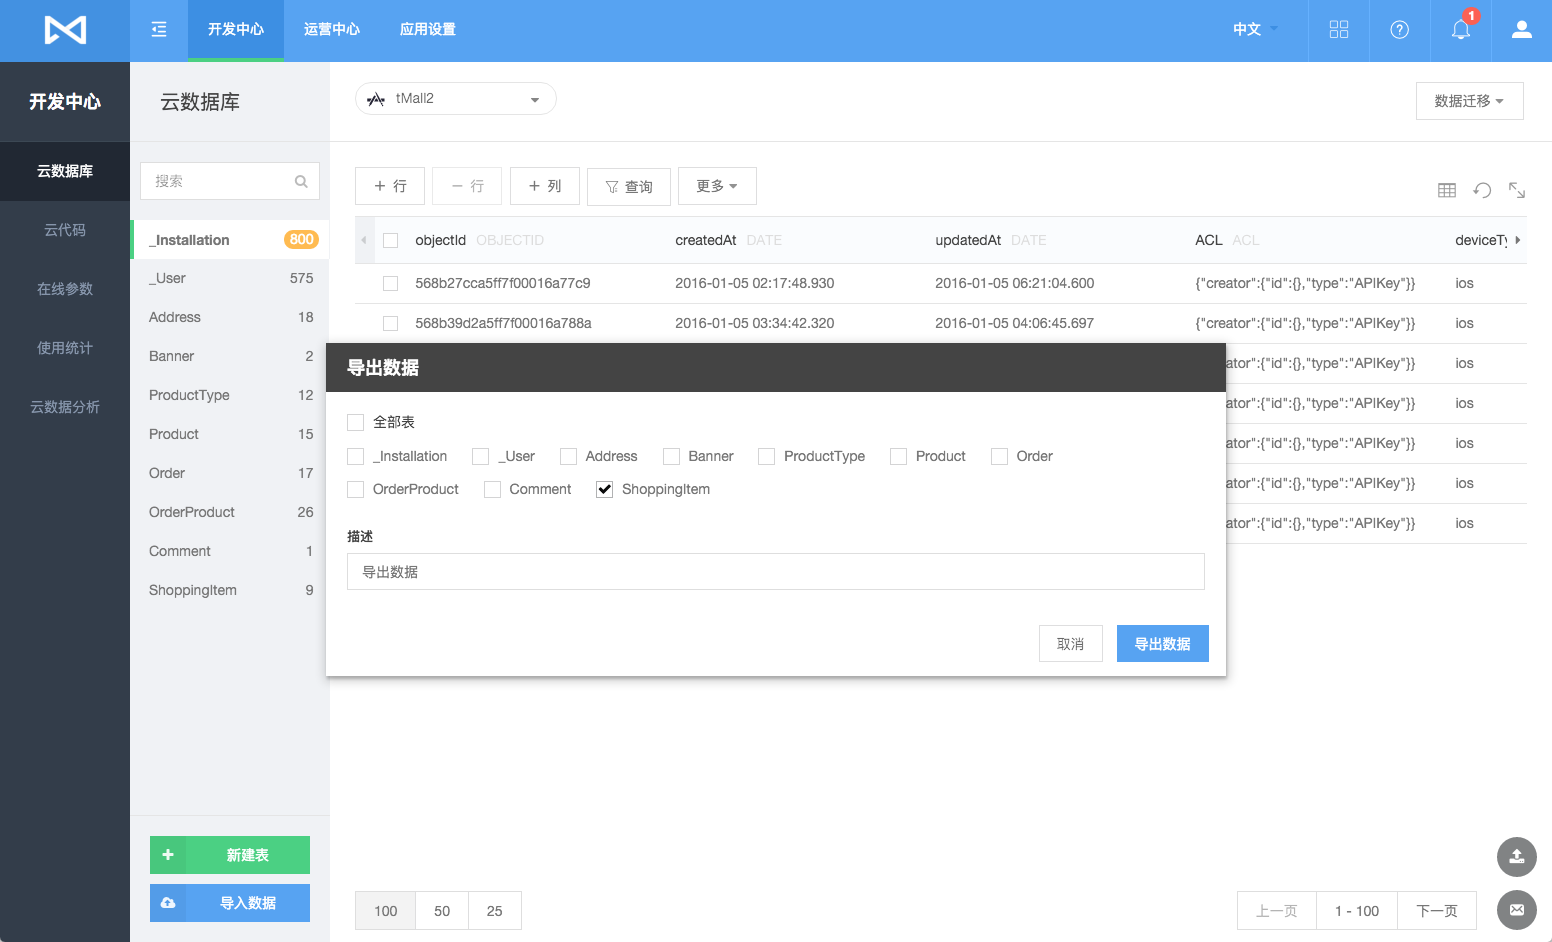 开发中心 运营中心 应用设置 中文 1
开发中心
云数据库
云代码
在线参数
使用统计
云数据分析
云数据库
搜索
_Installation 800
_User 575
Address 18
Banner 2
ProductType 12
Product 15
Order 17
OrderProduct 26
Comment 1
ShoppingItem 9
新建表
导入数据
tMall2
数据迁移
+ 行 − 行 + 列 查询 更多
objectId OBJECTID createdAt DATE updatedAt DATE ACL ACL deviceTy
568b27cca5ff7f00016a77c9 2016-01-05 02:17:48.930 2016-01-05 06:21:04.600 {"creator":{"id":{},"type":"APIKey"}} ios
568b39d2a5ff7f00016a788a 2016-01-05 03:34:42.320 2016-01-05 04:06:45.697 {"creator":{"id":{},"type":"APIKey"}} ios
ator":{"id":{},"type":"APIKey"}} ios
ator":{"id":{},"type":"APIKey"}} ios
ator":{"id":{},"type":"APIKey"}} ios
ator":{"id":{},"type":"APIKey"}} ios
ator":{"id":{},"type":"APIKey"}} ios
导出数据
全部表
_Installation _User Address Banner ProductType Product Order
OrderProduct Comment ShoppingItem
描述
导出数据
取消 导出数据
100 50 25
上一页 1 - 100 下一页